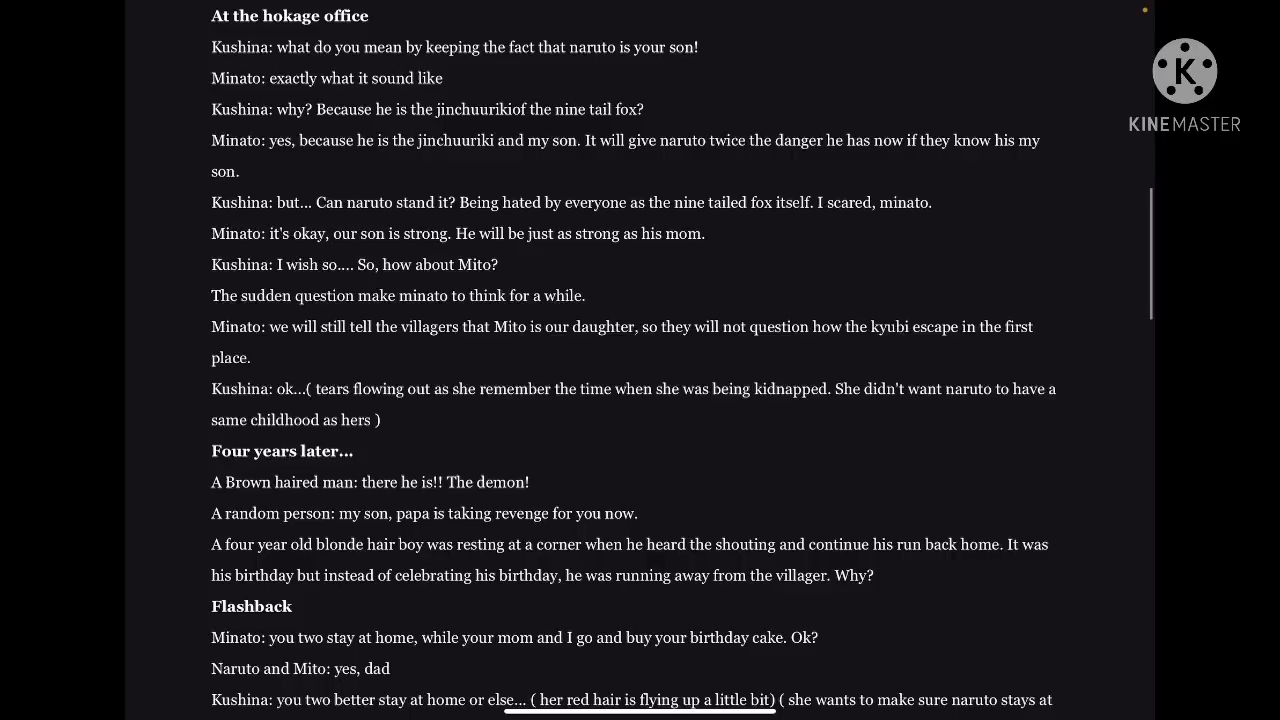 At the hokage office
Kushina: what do you mean by keeping the fact that naruto is your son!
Minato: exactly what it sound like
Kushina: why? Because he is the jinchuurikiof the nine tail fox?
Minato: yes, because he is the jinchuuriki and my son. It will give naruto twice the danger he has now if they know his my
son.
Kushina: but... Can naruto stand it? Being hated by everyone as the nine tailed fox itself. I scared, minato.
Minato: it's okay, our son is strong. He will be just as strong as his mom.
Kushina: I wish so.... So, how about Mito?
The sudden question make minato to think for a while.
Minato: we will still tell the villagers that Mito is our daughter, so they will not question how the kyubi escape in the first
place.
Kushina: ok...( tears flowing out as she remember the time when she was being kidnapped. She didn't want naruto to have a
same childhood as hers )
Four years later...
A Brown haired man: there he is!! The demon!
A random person: my son, papa is taking revenge for you now.
A four year old blonde hair boy was resting at a corner when he heard the shouting and continue his run back home. It was
his birthday but instead of celebrating his birthday, he was running away from the villager. Why?
Flashback
Minato: you two stay at home, while your mom and I go and buy your birthday cake. Ok?
Naruto and Mito: yes, dad
Kushina: you two better stay at home or else... ( her red hair is flying up a little bit) ( she wants to make sure naruto stays at
K
KINEMASTER